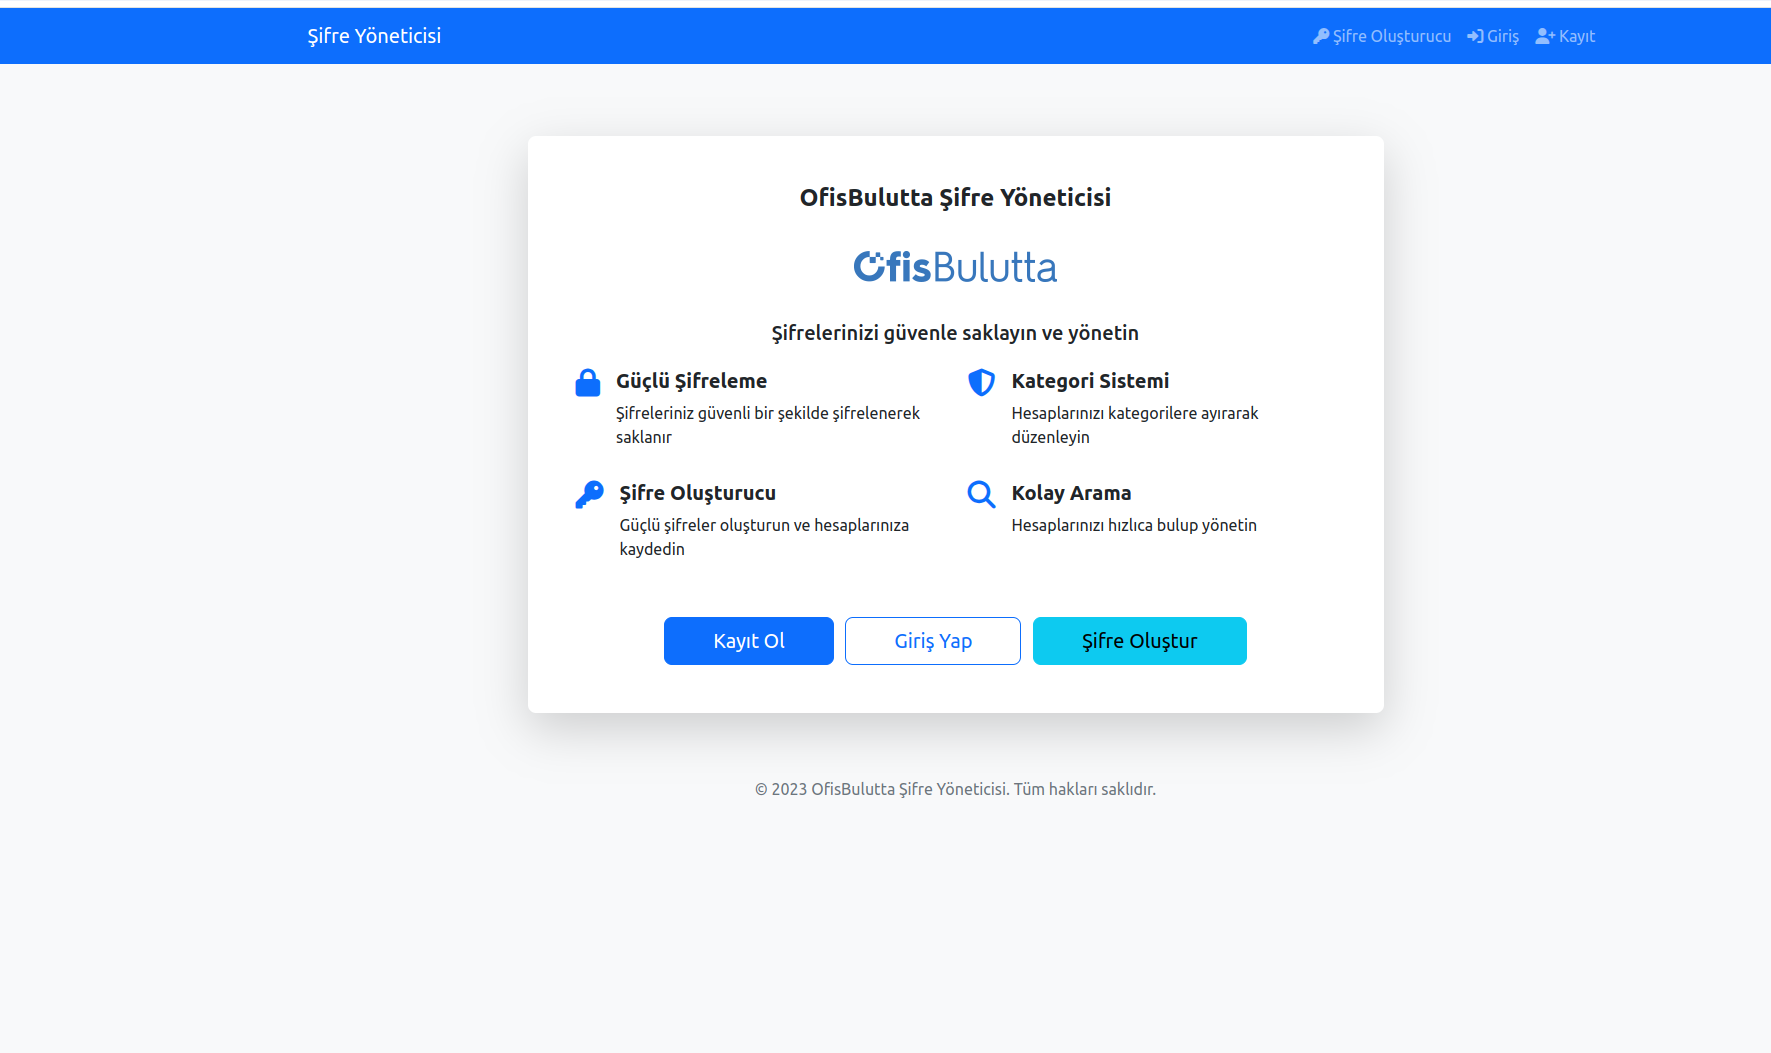 Şifre Yöneticisi
Şifre Oluşturucu Giriş Kayıt
OfisBulutta Şifre Yöneticisi
OfisBulutta
Şifrelerinizi güvenle saklayın ve yönetin
Güçlü Şifreleme
Şifreleriniz güvenli bir şekilde şifrelenerek
saklanır
Kategori Sistemi
Hesaplarınızı kategorilere ayırarak
düzenleyin
Şifre Oluşturucu
Güçlü şifreler oluşturun ve hesaplarınıza
kaydedin
Kolay Arama
Hesaplarınızı hızlıca bulup yönetin
Kayıt Ol
Giriş Yap
Şifre Oluştur
© 2023 OfisBulutta Şifre Yöneticisi. Tüm hakları saklıdır.